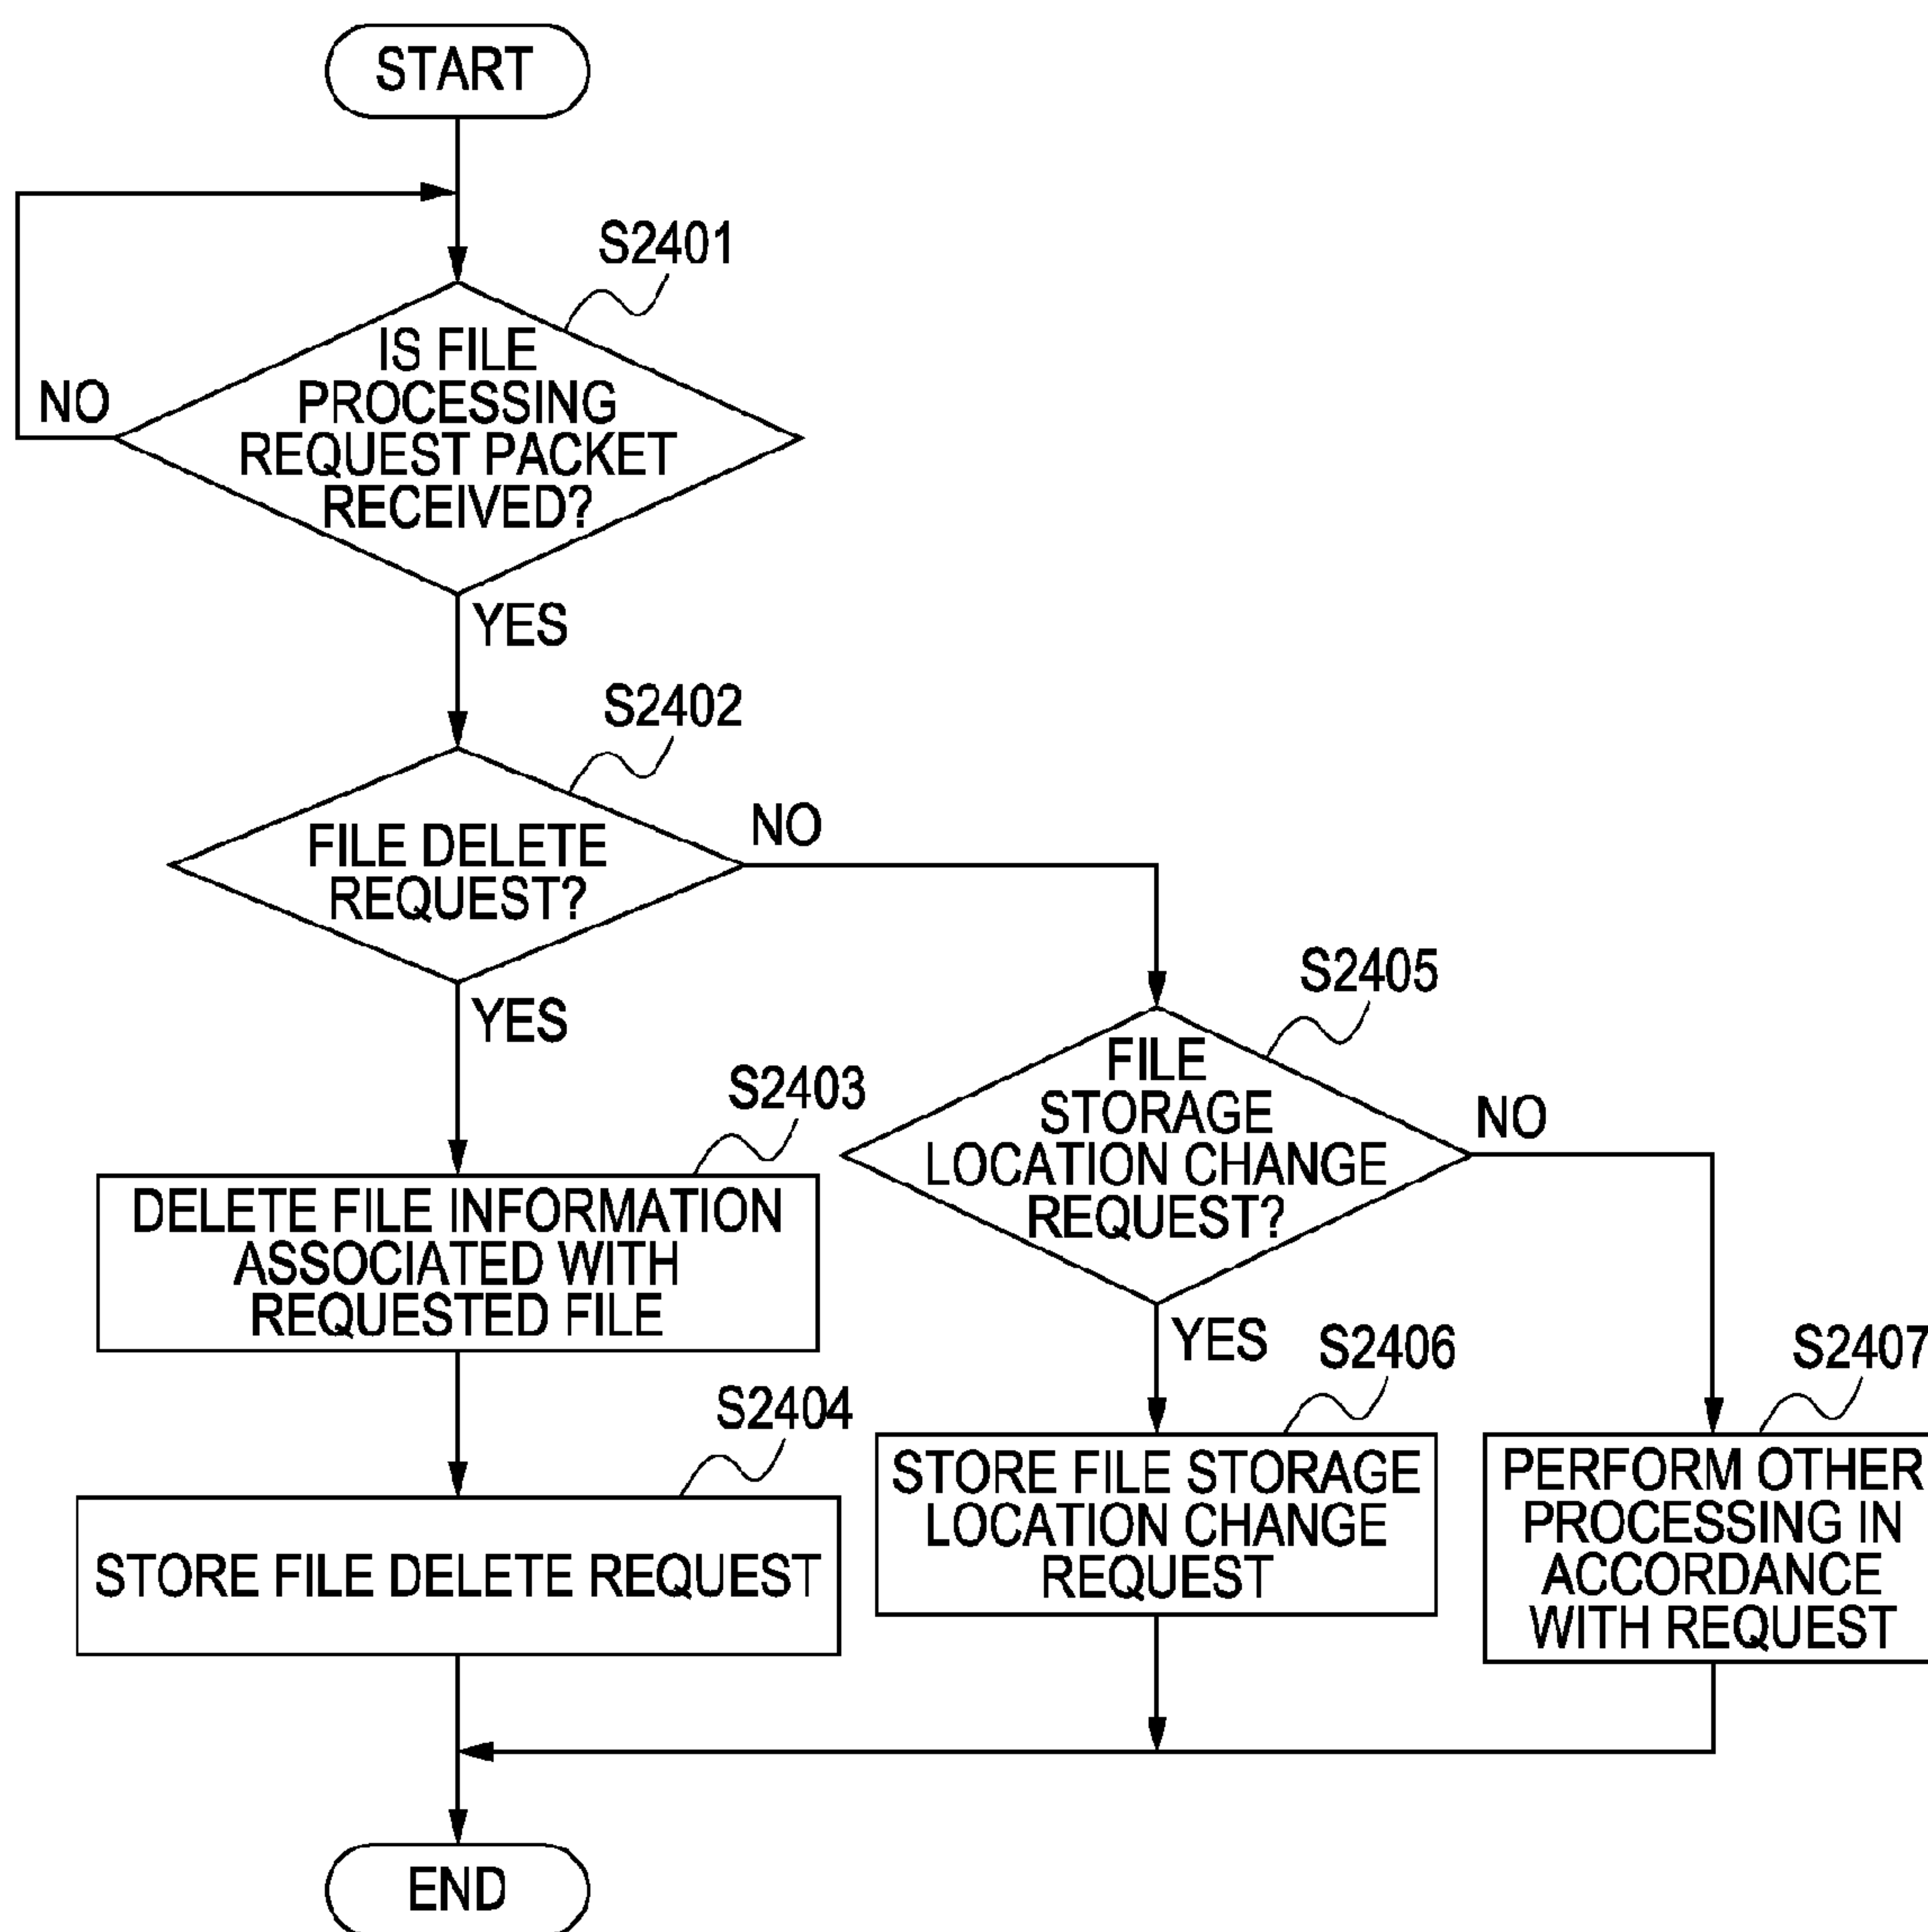 START
S2401
IS FILE
PROCESSING
REQUEST PACKET
RECEIVED?
NO
YES
S2402
FILE DELETE
REQUEST?
NO
YES
S2403
DELETE FILE INFORMATION
ASSOCIATED WITH
REQUESTED FILE
S2404
STORE FILE DELETE REQUEST
S2405
FILE
STORAGE
LOCATION CHANGE
REQUEST?
NO
YES
S2406
STORE FILE STORAGE
LOCATION CHANGE
REQUEST
S2407
PERFORM OTHER
PROCESSING IN
ACCORDANCE
WITH REQUEST
END